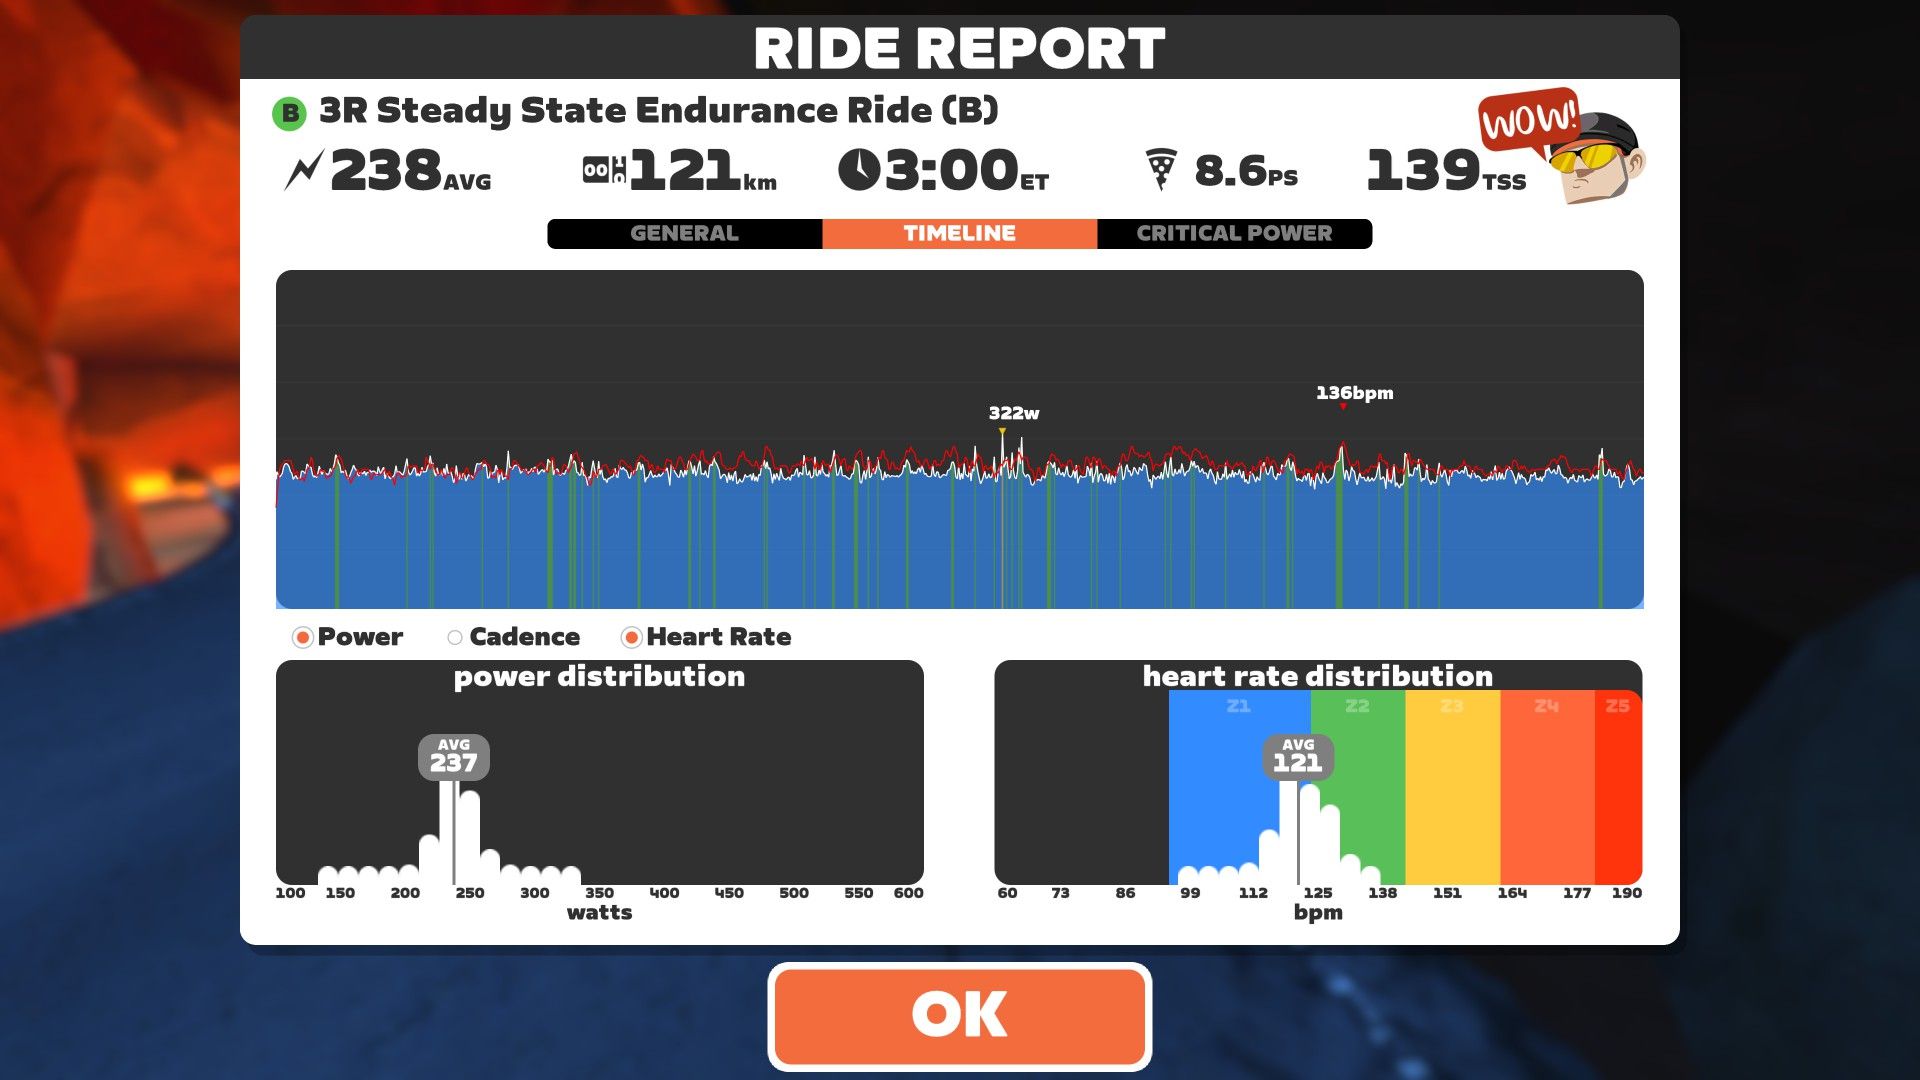 RIDE REPORT
B 3R Steady State Endurance Ride (B)
WOW!
238AVG 00 121km 3:00ET 8.6PS 139TSS
GENERAL TIMELINE CRITICAL POWER
136bpm
322w
Power Cadence Heart Rate
power distribution
AVG
237
100 150 200 250 300 350 400 450 500 550 600
watts
heart rate distribution
Z1 Z2 Z3 Z4 Z5
AVG
121
60 73 86 99 112 125 138 151 164 177 190
bpm
OK